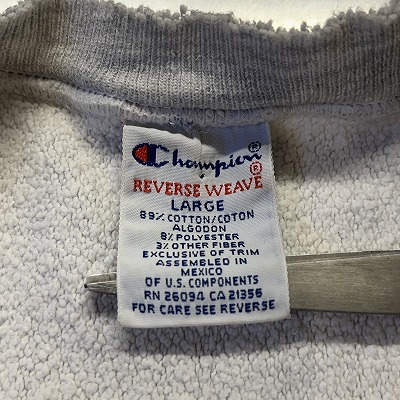 Champion®
REVERSE WEAVE®
LARGE
89% COTTON/COTON
ALGODON
8% POLYESTER
3% OTHER FIBER
EXCLUSIVE OF TRIM
ASSEMBLED IN
MEXICO
OF U.S. COMPONENTS
RN 26094 CA 21356
FOR CARE SEE REVERSE